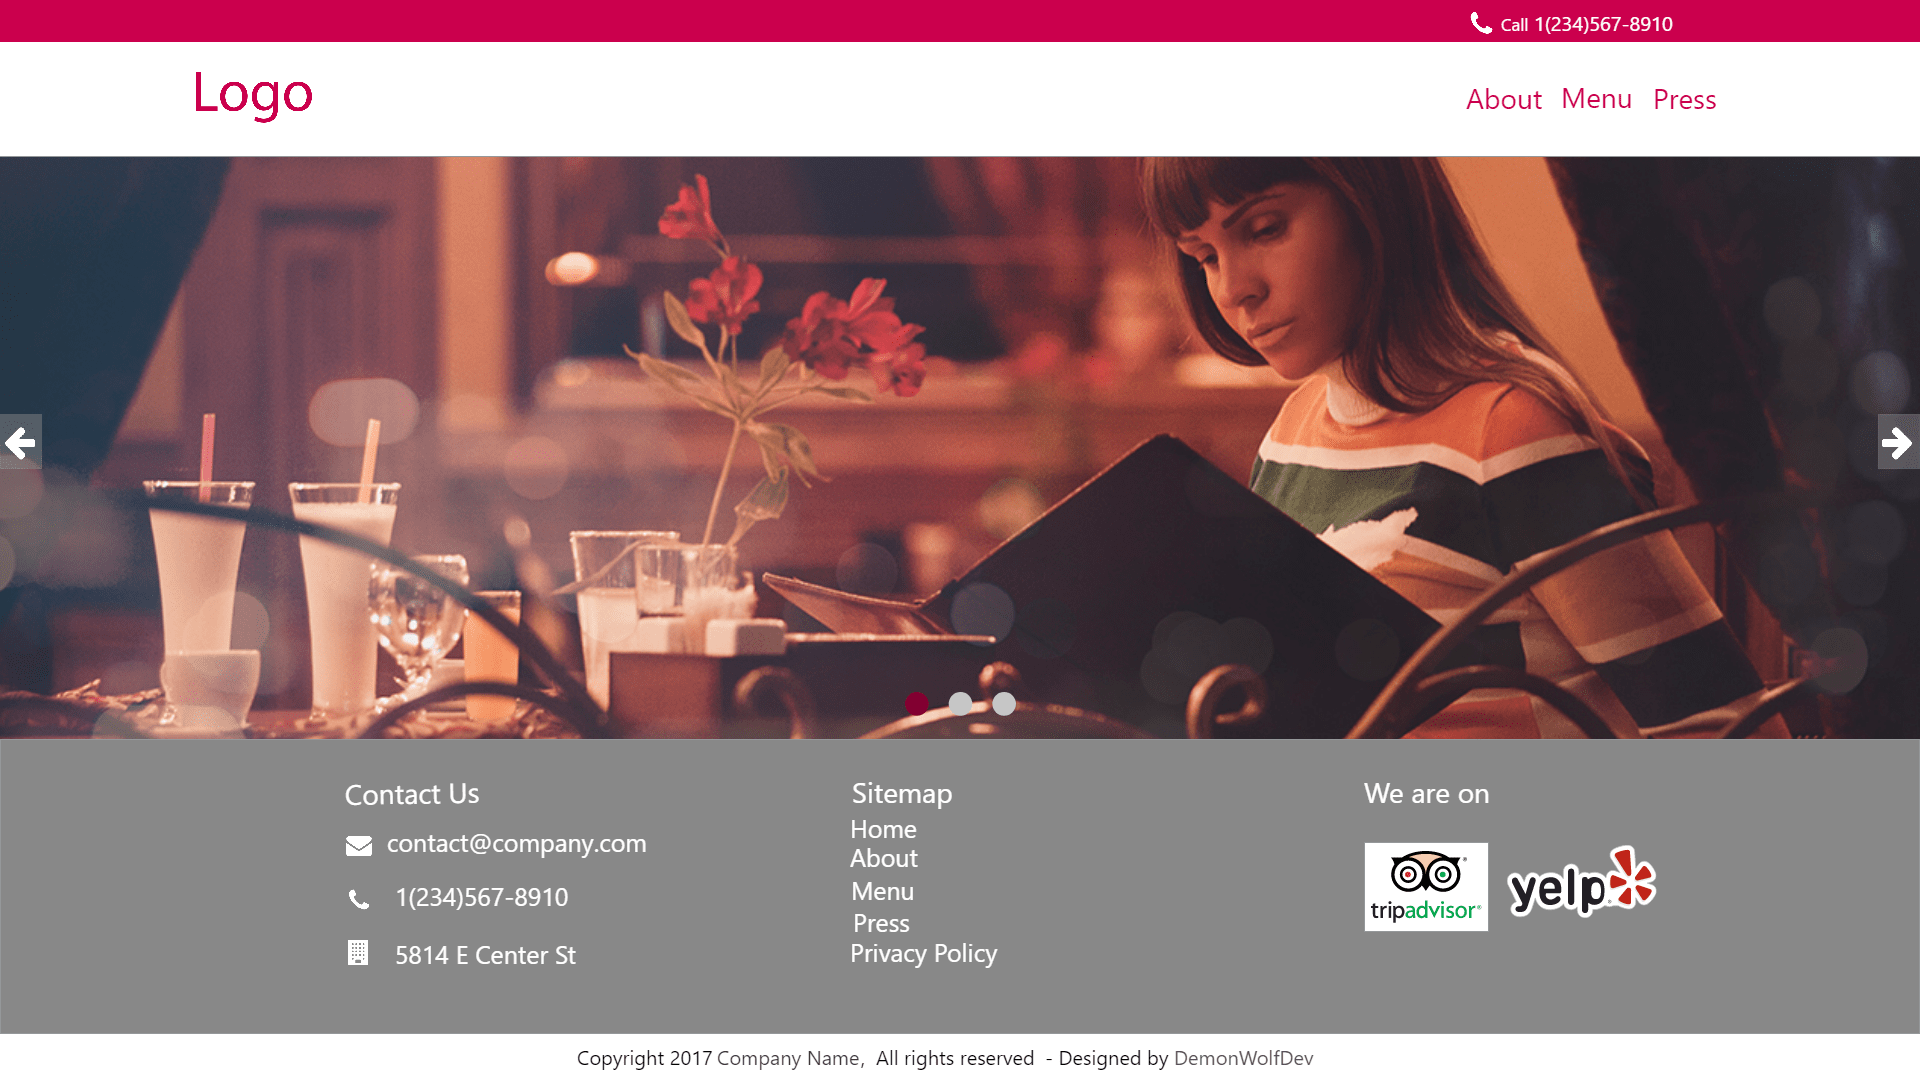 Call 1(234)567-8910
Logo
About Menu Press
Contact Us
contact@company.com
1(234)567-8910
5814 E Center St
Sitemap
Home
About
Menu
Press
Privacy Policy
We are on
tripadvisor®
yelp
Copyright 2017 Company Name, All rights reserved - Designed by DemonWolfDev